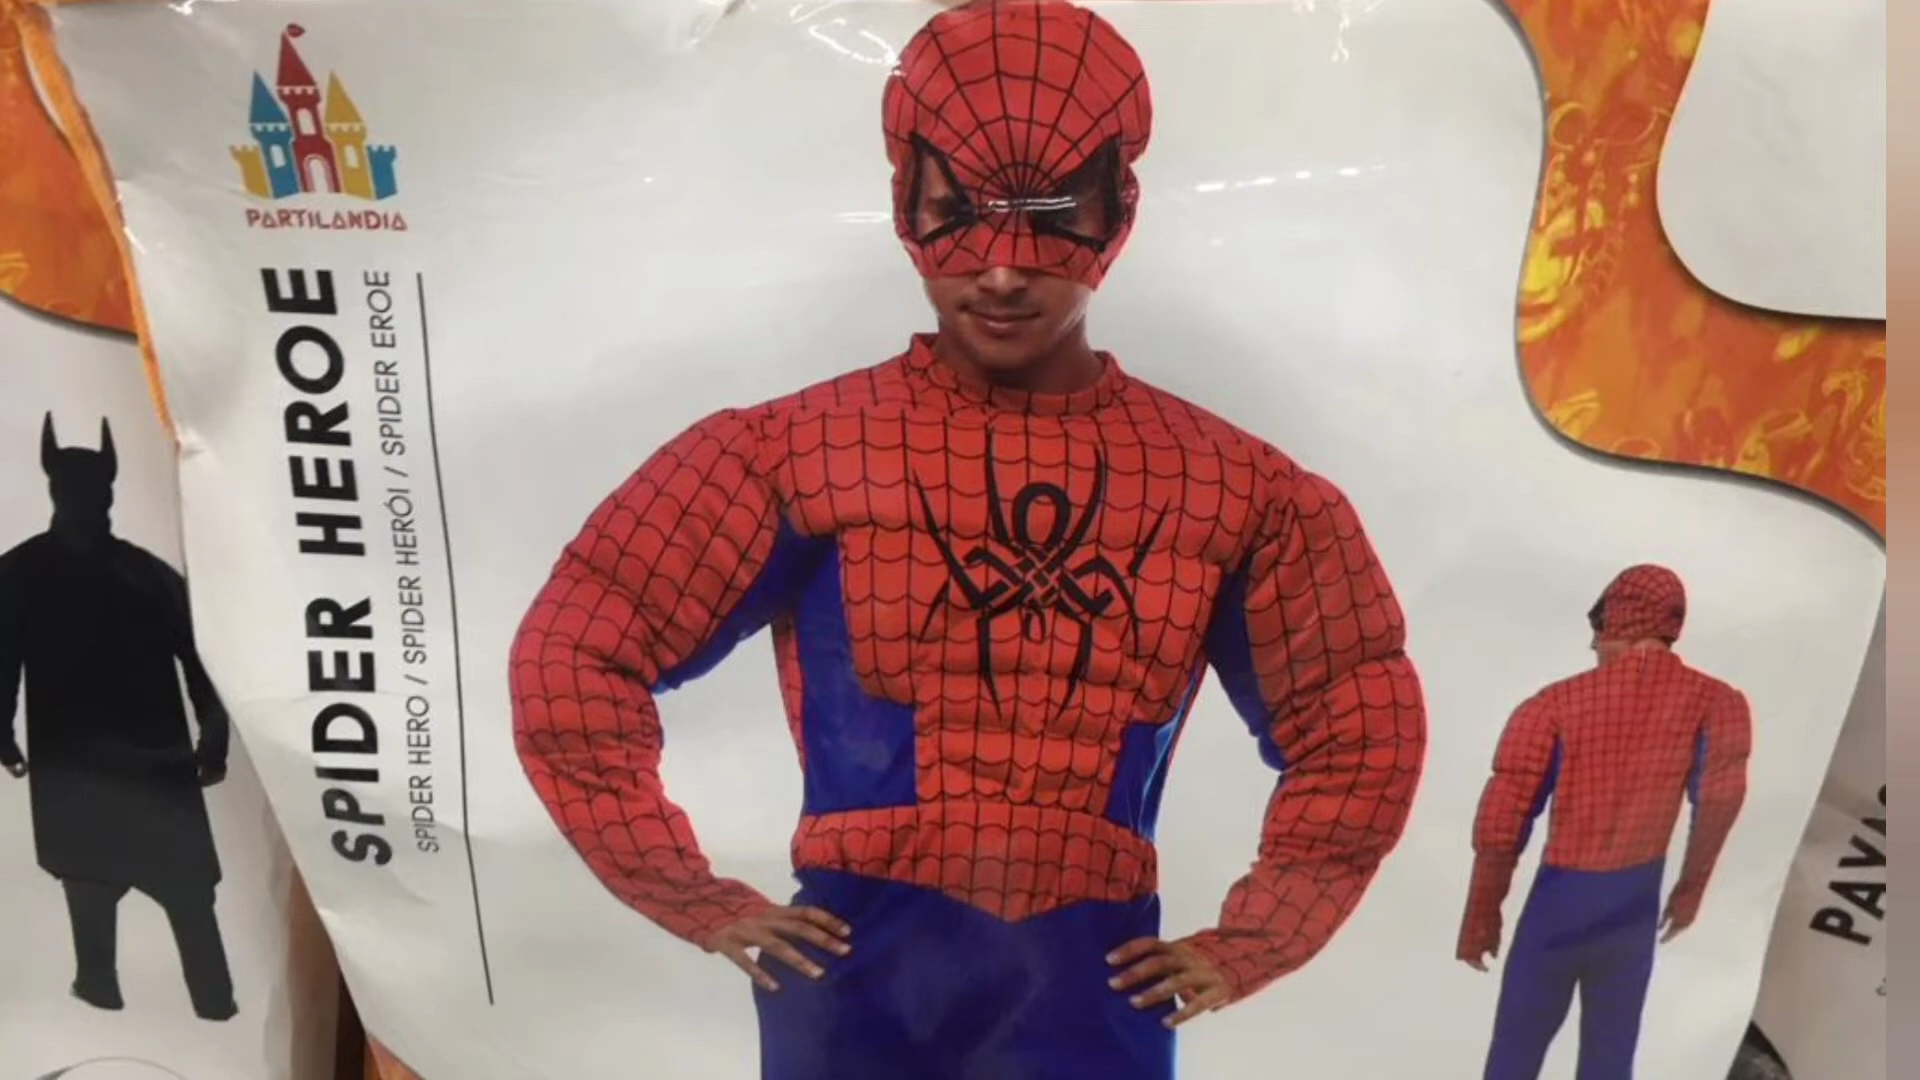 PARTILANDIA
SPIDER HEROE
SPIDER HERO / SPIDER HERÓI / SPIDER EROE